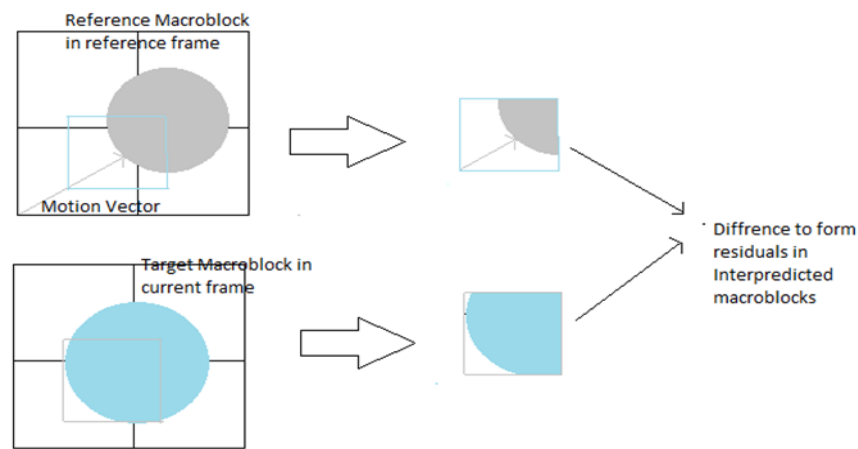 Reference Macroblock
in reference frame
Motion Vector
Target Macroblock in
current frame
Diffrence to form
residuals in
Interpredicted
macroblocks